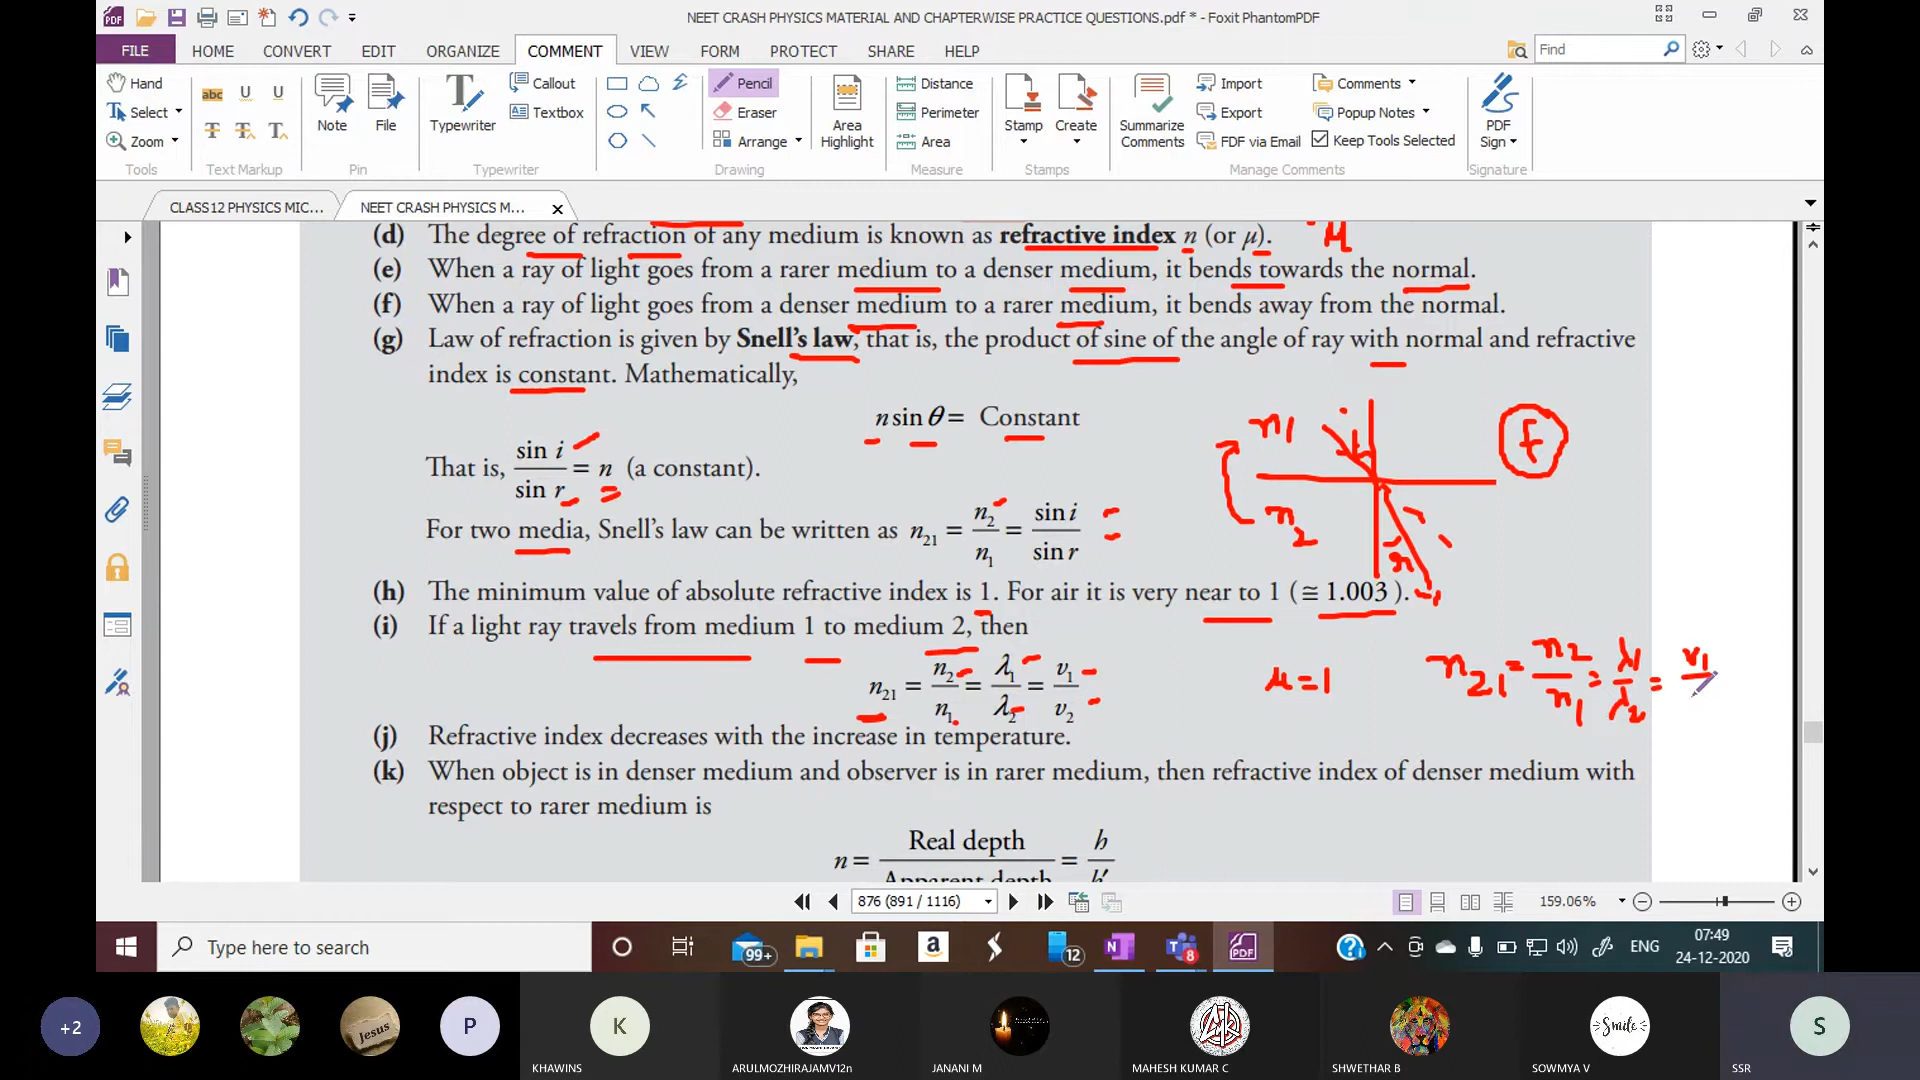 NEET CRASH PHYSICS MATERIAL AND CHAPTERWISE PRACTICE QUESTIONS.pdf * - Foxit PhantomPDF
FILE HOME CONVERT EDIT ORGANIZE COMMENT VIEW FORM PROTECT SHARE HELP Find
Hand Callout Pencil Distance Import Comments
Select Note File Typewriter Textbox Eraser Area Highlight Perimeter Stamp Create Summarize Comments Export Popup Notes PDF Sign
Zoom Arrange Area FDF via Email Keep Tools Selected
Tools Text Markup Pin Typewriter Drawing Measure Stamps Manage Comments Signature
CLASS12 PHYSICS MIC... NEET CRASH PHYSICS M...
(d) The degree of refraction of any medium is known as refractive index n (or μ). μ
(e) When a ray of light goes from a rarer medium to a denser medium, it bends towards the normal.
(f) When a ray of light goes from a denser medium to a rarer medium, it bends away from the normal.
(g) Law of refraction is given by Snell's law, that is, the product of sine of the angle of ray with normal and refractive
index is constant. Mathematically,
n sin θ = Constant
n1 i f
That is, sin i / sin r = n (a constant).
n2 r
For two media, Snell's law can be written as n21 = n2 / n1 = sin i / sin r
(h) The minimum value of absolute refractive index is 1. For air it is very near to 1 (≅ 1.003 ).
(i) If a light ray travels from medium 1 to medium 2, then
n21 = n2 / n1 = λ1 / λ2 = v1 / v2
μ = 1 n21 = n2 / n1 = λ1 / λ2 = v1
(j) Refractive index decreases with the increase in temperature.
(k) When object is in denser medium and observer is in rarer medium, then refractive index of denser medium with
respect to rarer medium is
n = Real depth / Apparent depth = h / h′
876 (891 / 1116) 159.06%
Type here to search 99+ 12 8 ENG 07:49
24-12-2020
+2 Jesus P K Smile S
KHAWINS ARULMOZHIRAJAMV12n JANANI M MAHESH KUMAR C SHWETHAR B SOWMYA V SSR